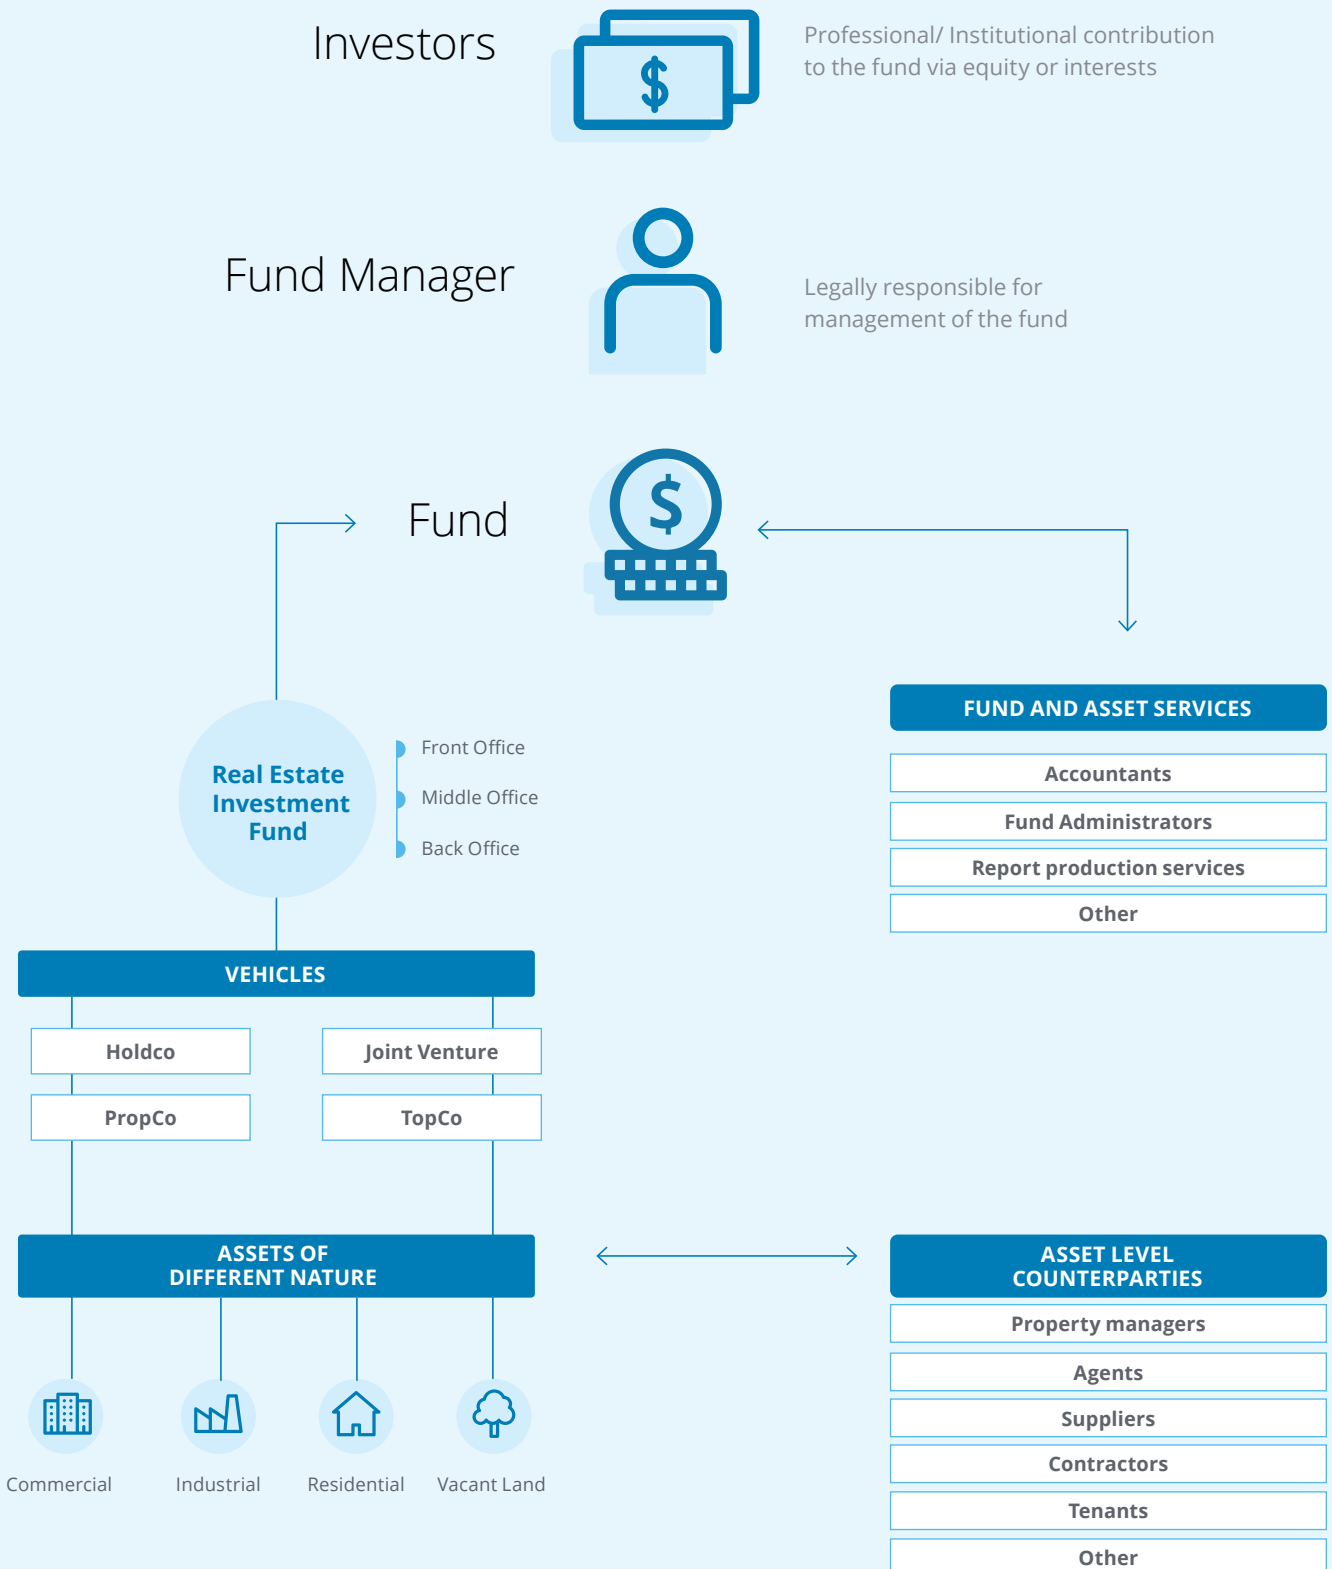 Investors
Professional/ Institutional contribution
to the fund via equity or interests
Fund Manager
Legally responsible for
management of the fund
Fund
$
$
Real Estate
Investment
Fund
Front Office
Middle Office
Back Office
FUND AND ASSET SERVICES
Accountants
Fund Administrators
Report production services
Other
VEHICLES
Holdco
Joint Venture
PropCo
TopCo
ASSETS OF
DIFFERENT NATURE
Commercial
Industrial
Residential
Vacant Land
ASSET LEVEL
COUNTERPARTIES
Property managers
Agents
Suppliers
Contractors
Tenants
Other